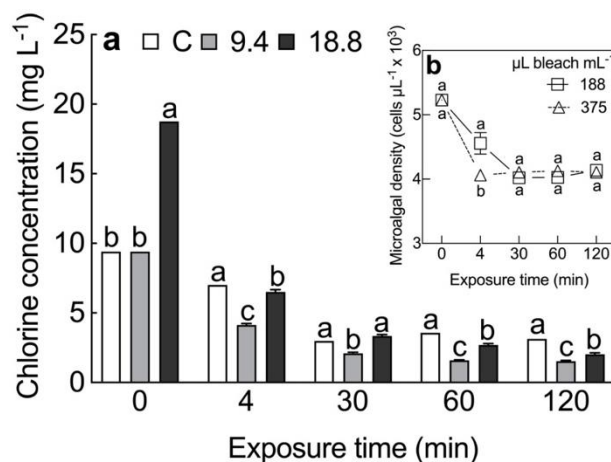 a C 9.4 18.8
Chlorine concentration (mg L⁻¹)
25
20
15
10
5
0
b b a
a c b
a b a
a c b
a c b
0 4 30 60 120
Exposure time (min)
b
µL bleach mL⁻¹
188
375
Microalgal density (cells µL⁻¹ x 10³)
6
5
4
3
a a a a a
a b a a a
0 4 30 60 120
Exposure time (min)